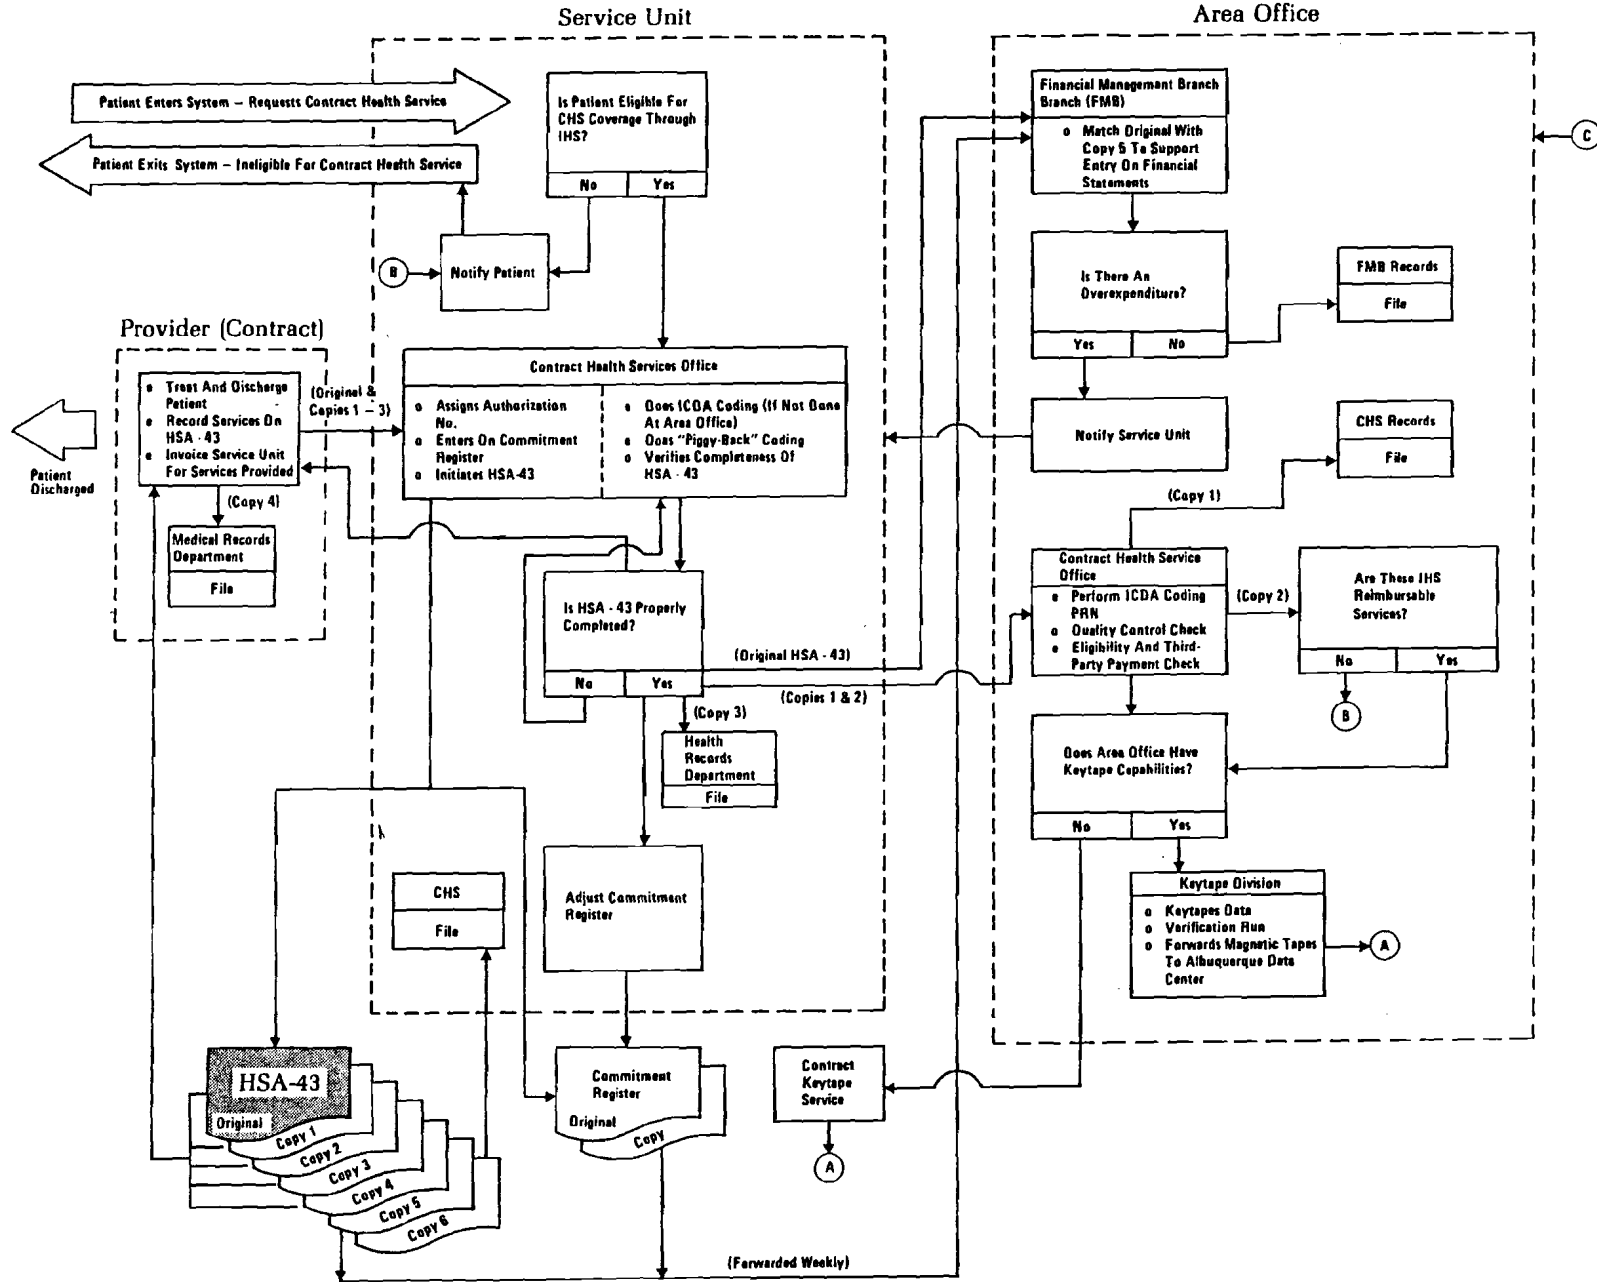 Service Unit
Area Office
Patient Enters System – Requests Contract Health Service
Patient Exits System – Ineligible For Contract Health Service
Is Patient Eligible For
CHS Coverage Through
IHS?
No
Yes
B
Notify Patient
Financial Management Branch
Branch (FMB)
o Match Original With
Copy 5 To Support
Entry On Financial
Statements
C
Is There An
Overexpenditure?
Yes
No
FMB Records
File
Provider (Contract)
• Treat And Discharge
Patient
• Record Services On
HSA - 43
• Invoice Service Unit
For Services Provided
(Original &
Copies 1 – 3)
Patient
Discharged
(Copy 4)
Medical Records
Department
File
Contract Health Services Office
o Assigns Authorization
No.
o Enters On Commitment
Register
o Initiates HSA-43
o Does ICDA Coding (If Not Done
At Area Office)
o Does "Piggy-Back" Coding
o Verifies Completeness Of
HSA - 43
Notify Service Unit
CHS Records
File
(Copy 1)
Is HSA - 43 Properly
Completed?
No
Yes
(Original HSA - 43)
(Copies 1 & 2)
(Copy 3)
Health
Records
Department
File
Contract Health Service
Office
• Perform ICDA Coding
PRN
o Quality Control Check
• Eligibility And Third-
Party Payment Check
(Copy 2)
Are These IHS
Reimbursable
Services?
No
Yes
B
Does Area Office Have
Keytape Capabilities?
No
Yes
CHS
File
Adjust Commitment
Register
Keytape Division
o Keytapes Data
o Verification Run
o Forwards Magnetic Tapes
To Albuquerque Data
Center
A
HSA-43
Original
Copy 1
Copy 2
Copy 3
Copy 4
Copy 5
Copy 6
Commitment
Register
Original
Copy
Contract
Keytape
Service
A
(Forwarded Weekly)